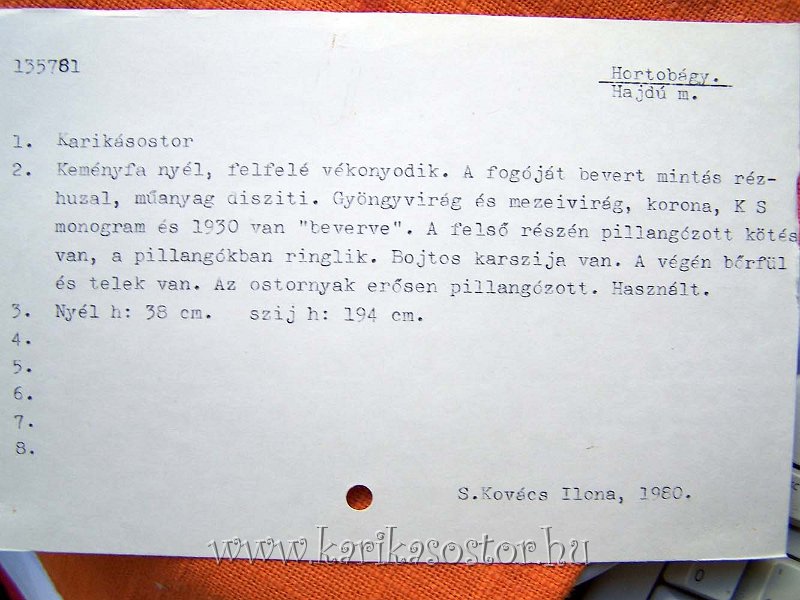 135781
Hortobágy.
Hajdú m.
1. Karikásostor
2. Keményfa nyél, felfelé vékonyodik. A fogóját bevert mintás réz-
huzal, műanyag disziti. Gyöngyvirág és mezeivirág, korona, K S
monogram és 1930 van "beverve". A felső részén pillangózott kötés
van, a pillangókban ringlik. Bojtos karszija van. A végén bőrfül
és telek van. Az ostornyak erősen pillangózott. Használt.
3. Nyél h: 38 cm. szij h: 194 cm.
4.
5.
6.
7.
8.
S.Kovács Ilona, 1980.
www.karikasostor.hu